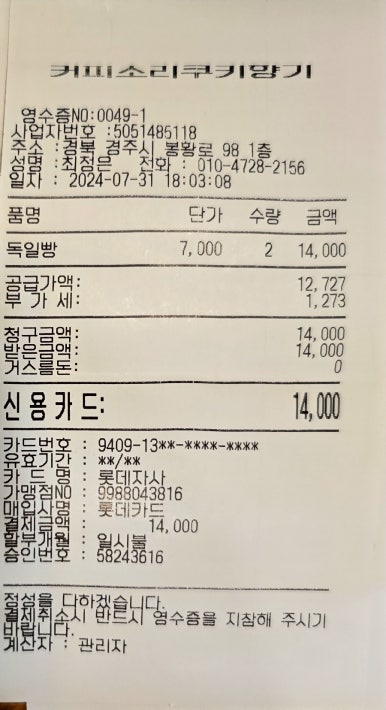 커피소리쿠키향기
영수증NO:0049-1
사업자번호 :5051485118
주소 :경북 경주시 봉황로 98 1층
성명 :최정은 전화 : 010-4728-2156
일자 : 2024-07-31 18:03:08
품명 단가 수량 금액
독일빵 7,000 2 14,000
공급가액: 12,727
부 가 세: 1,273
청구금액: 14,000
받은금액: 14,000
거스름돈: 0
신용카드: 14,000
카드번호 : 9409-13**-****-****
유효기간 : **/**
카 드 명 : 롯데자사
가맹점NO : 9988043816
매입사명 : 롯데카드
결제금액 : 14,000
할부개월 : 일시불
승인번호 : 58243616
정성을 다하겠습니다.
결제취소시 반드시 영수증을 지참해 주시기
바랍니다.
계산자 : 관리자